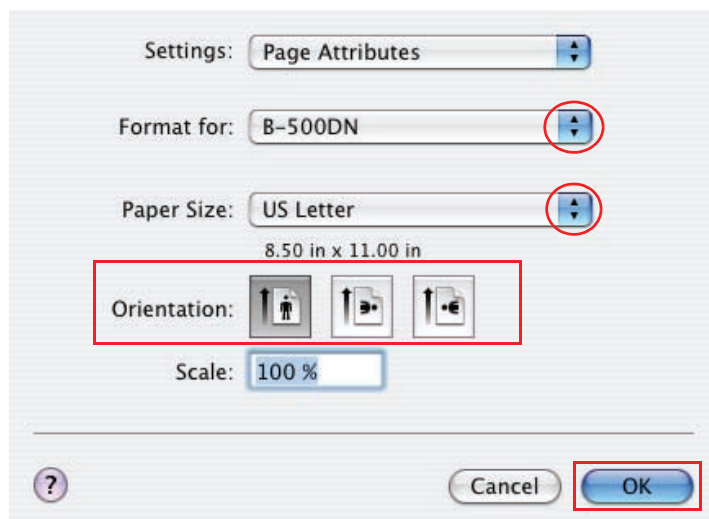 Settings: Page Attributes
Format for: B-500DN
Paper Size: US Letter
8.50 in x 11.00 in
Orientation:
Scale: 100 %
? Cancel OK